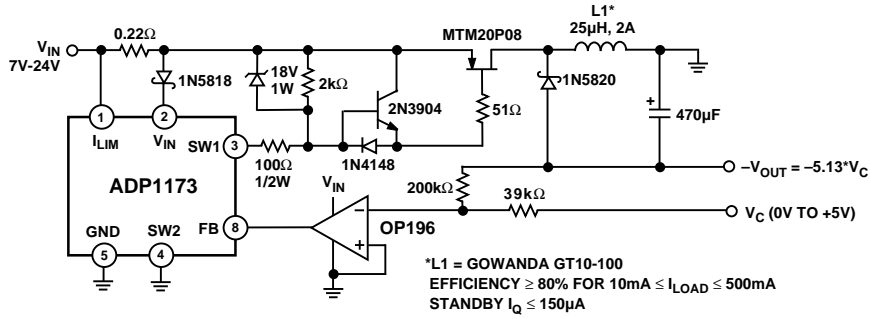 L1*
25μH, 2A
MTM20P08
V_IN
7V-24V
0.22Ω
1N5818
18V
1W
2kΩ
2N3904
51Ω
1N5820
+
470μF
1
2
I_LIM
V_IN
SW1
3
100Ω
1/2W
1N4148
ADP1173
200kΩ
39kΩ
–V_OUT = –5.13*V_C
V_C (0V TO +5V)
V_IN
–
+
OP196
GND
SW2
FB
8
5
4
*L1 = GOWANDA GT10-100
EFFICIENCY ≥ 80% FOR 10mA ≤ I_LOAD ≤ 500mA
STANDBY I_Q ≤ 150μA